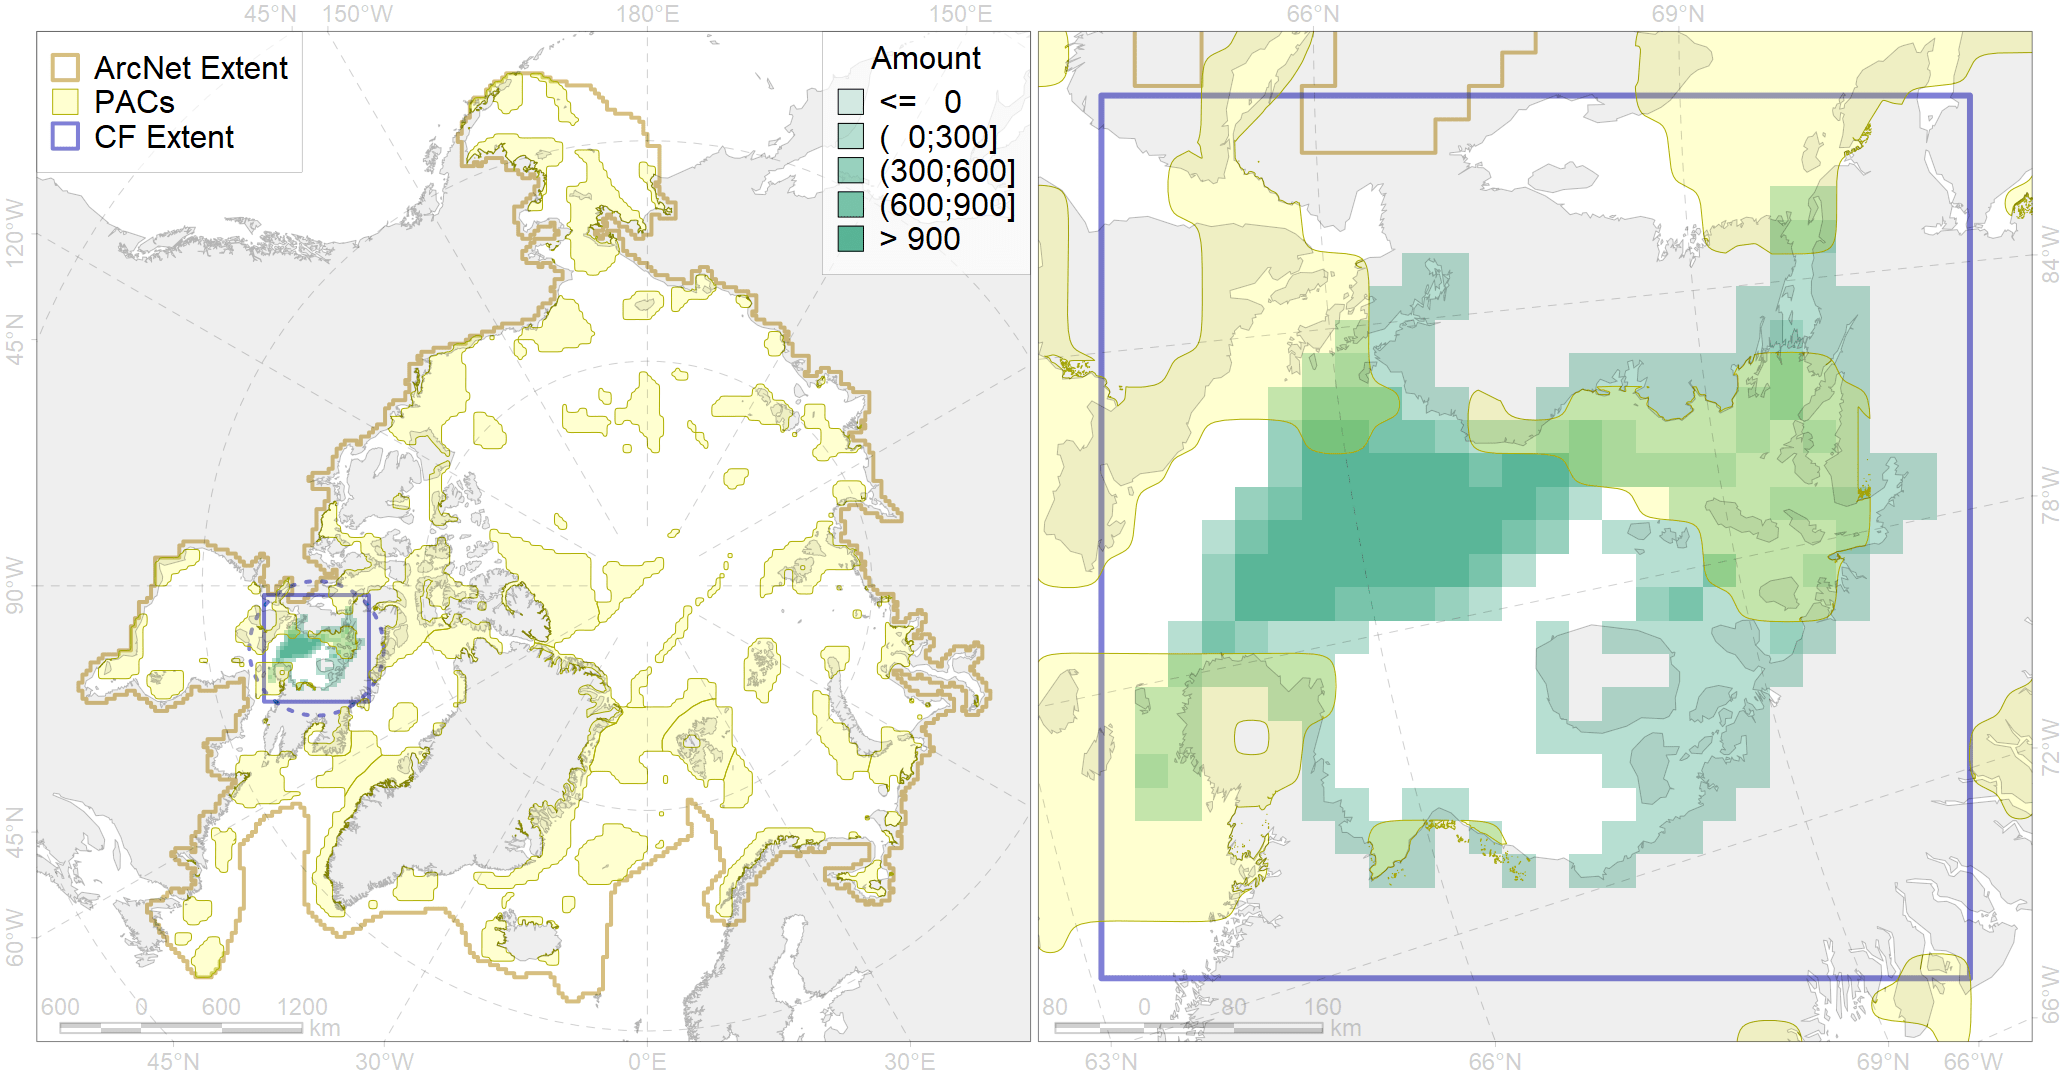 45°N 150°W 180°E 150°E 66°N 69°N
ArcNet Extent
PACs
CF Extent
Amount
<= 0
( 0;300]
(300;600]
(600;900]
> 900
120°W
45°N
90°W
45°N
60°W
84°W
78°W
72°W
66°W
600 0 600 1200
km
80 0 80 160
km
45°N 30°W 0°E 30°E 63°N 66°N 69°N 66°W